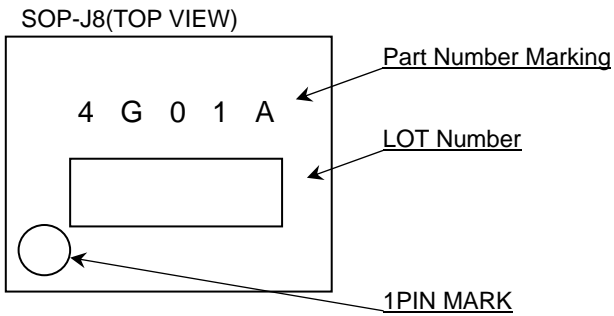 SOP-J8(TOP VIEW)
Part Number Marking
4 G 0 1 A
LOT Number
1PIN MARK